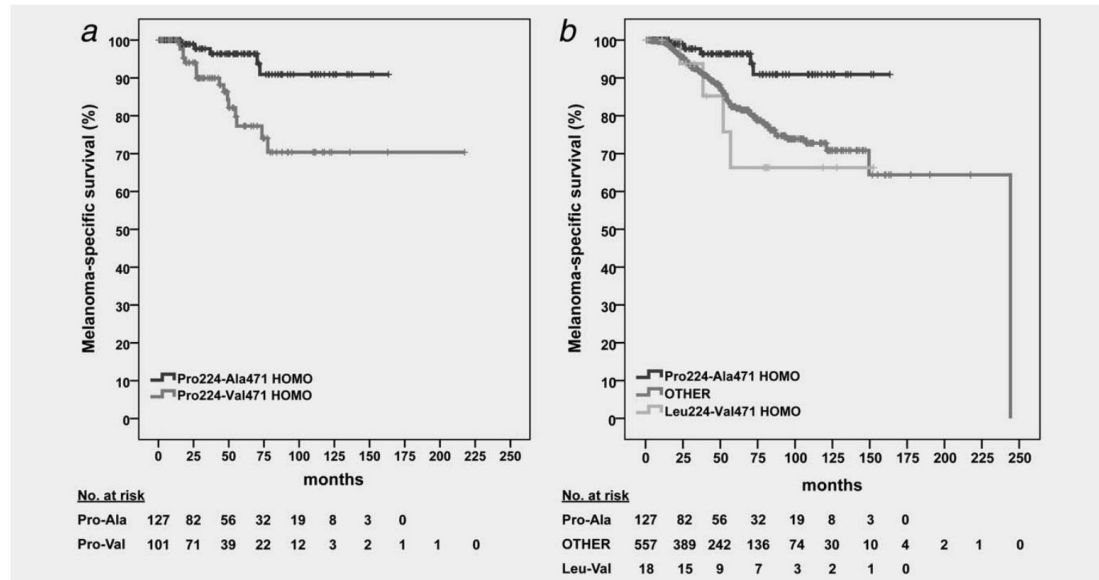 a
100
90
80
70
60
50
40
30
20
10
0
Melanoma-specific survival (%)
Pro224-Ala471 HOMO
Pro224-Val471 HOMO
0 25 50 75 100 125 150 175 200 225 250
months
No. at risk
Pro-Ala 127 82 56 32 19 8 3 0
Pro-Val 101 71 39 22 12 3 2 1 1 0
b
100
90
80
70
60
50
40
30
20
10
0
Melanoma-specific survival (%)
Pro224-Ala471 HOMO
OTHER
Leu224-Val471 HOMO
0 25 50 75 100 125 150 175 200 225 250
months
No. at risk
Pro-Ala 127 82 56 32 19 8 3 0
OTHER 557 389 242 136 74 30 10 4 2 1 0
Leu-Val 18 15 9 7 3 2 1 0